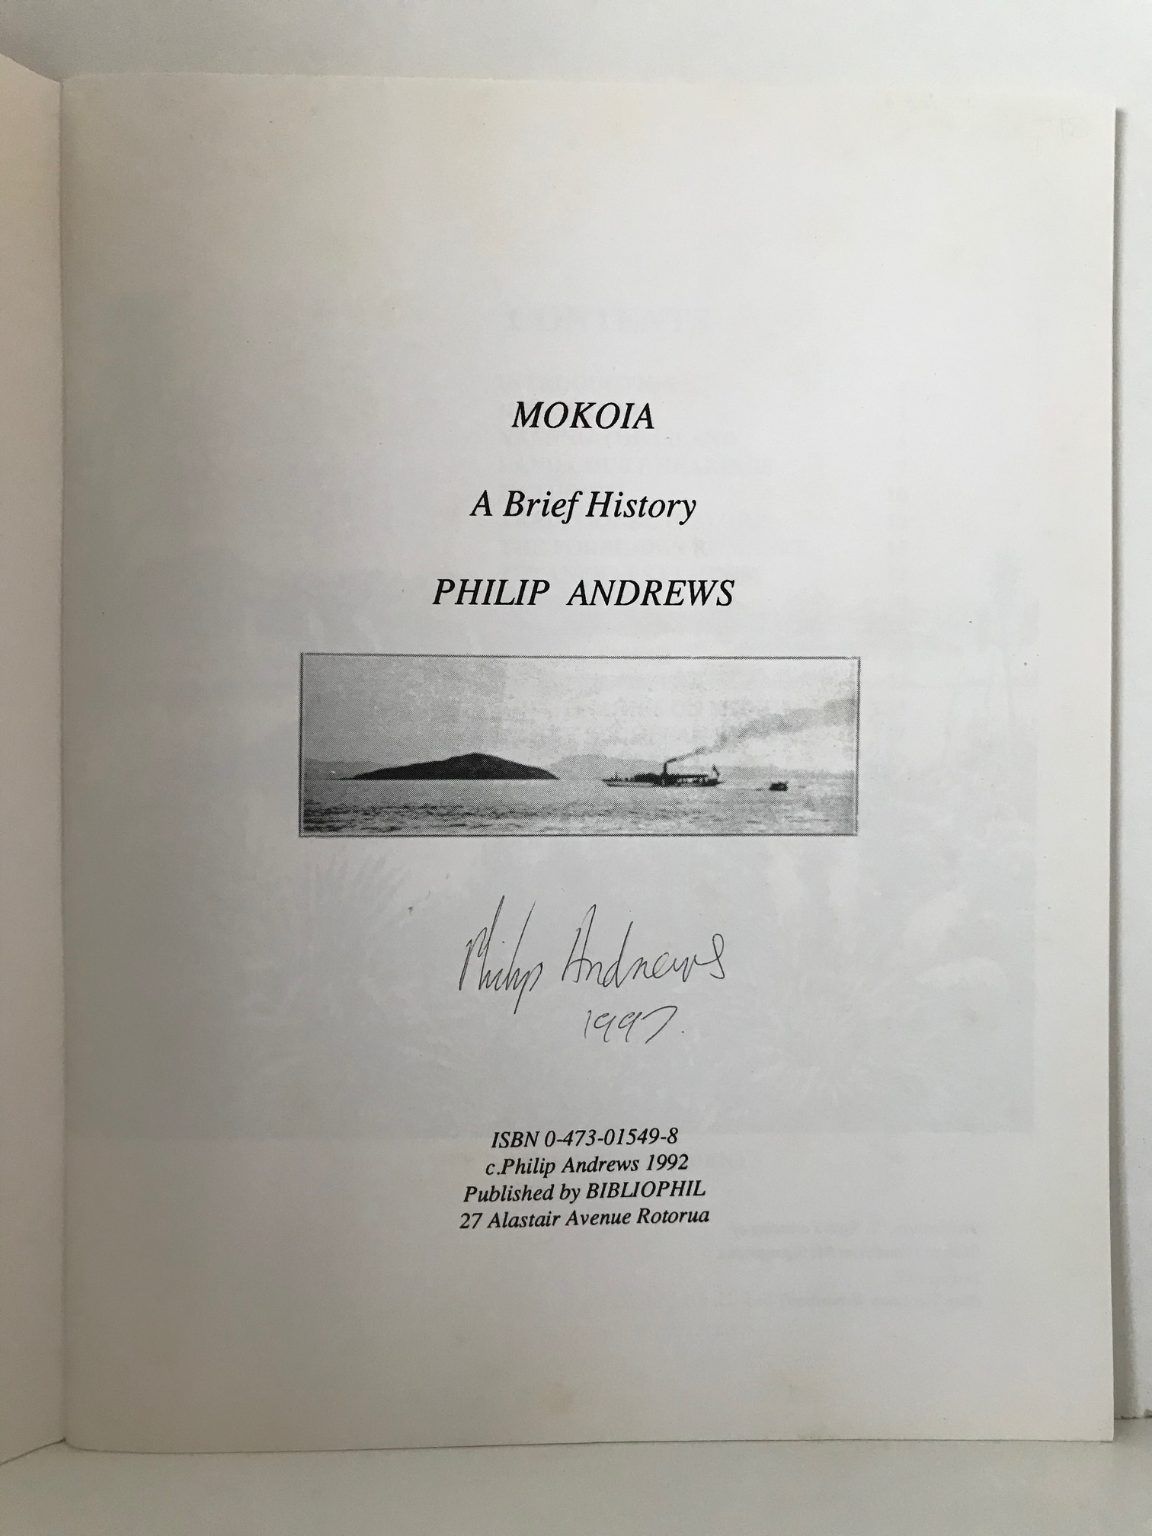 MOKOIA
A Brief History
PHILIP ANDREWS
Philip Andrews
1997.
ISBN 0-473-01549-8
c.Philip Andrews 1992
Published by BIBLIOPHIL
27 Alastair Avenue Rotorua